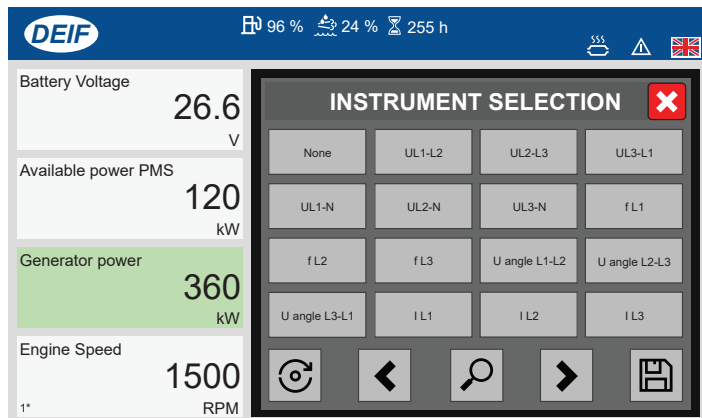 DEIF
96 % 24 % 255 h
Battery Voltage
26.6
V
Available power PMS
120
kW
Generator power
360
kW
Engine Speed
1500
1* RPM
INSTRUMENT SELECTION
None UL1-L2 UL2-L3 UL3-L1
UL1-N UL2-N UL3-N f L1
f L2 f L3 U angle L1-L2 U angle L2-L3
U angle L3-L1 I L1 I L2 I L3